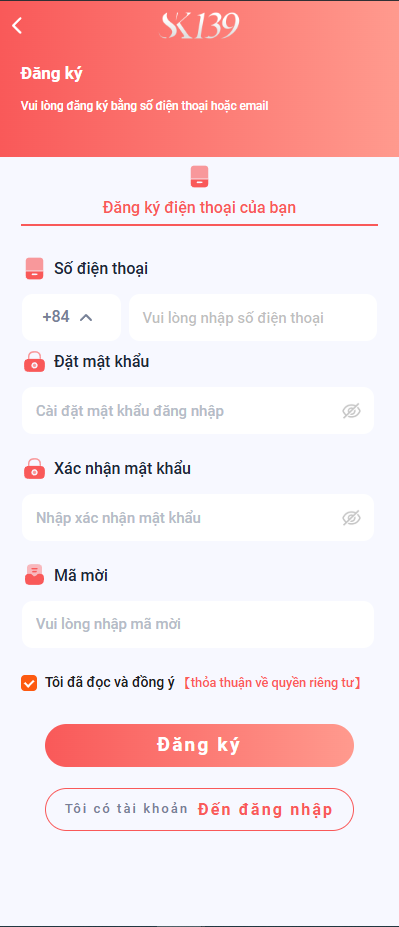 SK139
Đăng ký
Vui lòng đăng ký bằng số điện thoại hoặc email
Đăng ký điện thoại của bạn
Số điện thoại
+84 Vui lòng nhập số điện thoại
Đặt mật khẩu
Cài đặt mật khẩu đăng nhập
Xác nhận mật khẩu
Nhập xác nhận mật khẩu
Mã mời
Vui lòng nhập mã mời
Tôi đã đọc và đồng ý 【thỏa thuận về quyền riêng tư】
Đăng ký
Tôi có tài khoản Đến đăng nhập